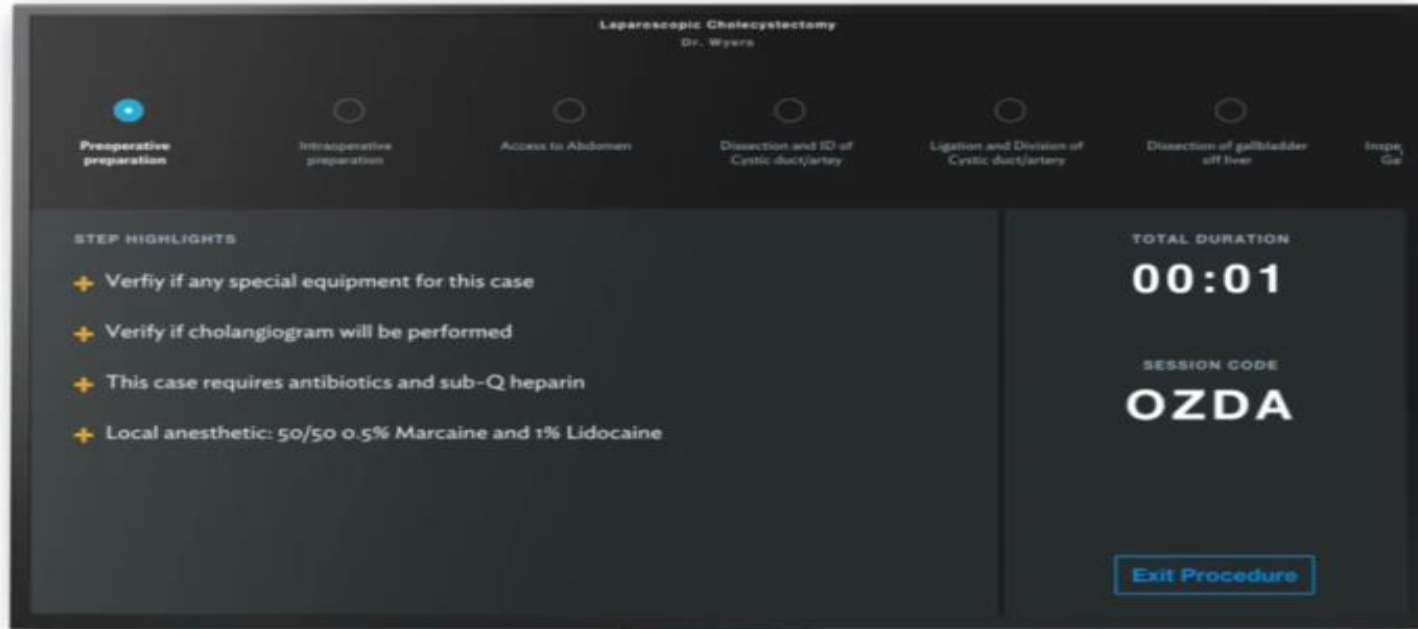 Laparoscopic Cholecystectomy
Dr. Wyers
Preoperative
preparation
Intraoperative
preparation
Access to Abdomen
Dissection and ID of
Cystic duct/artey
Ligation and Division of
Cystic duct/artery
Dissection of gallbladder
off liver
STEP HIGHLIGHTS
Verfiy if any special equipment for this case
Verify if cholangiogram will be performed
This case requires antibiotics and sub-Q heparin
Local anesthetic: 50/50 0.5% Marcaine and 1% Lidocaine
TOTAL DURATION
00:01
SESSION CODE
OZDA
Exit Procedure